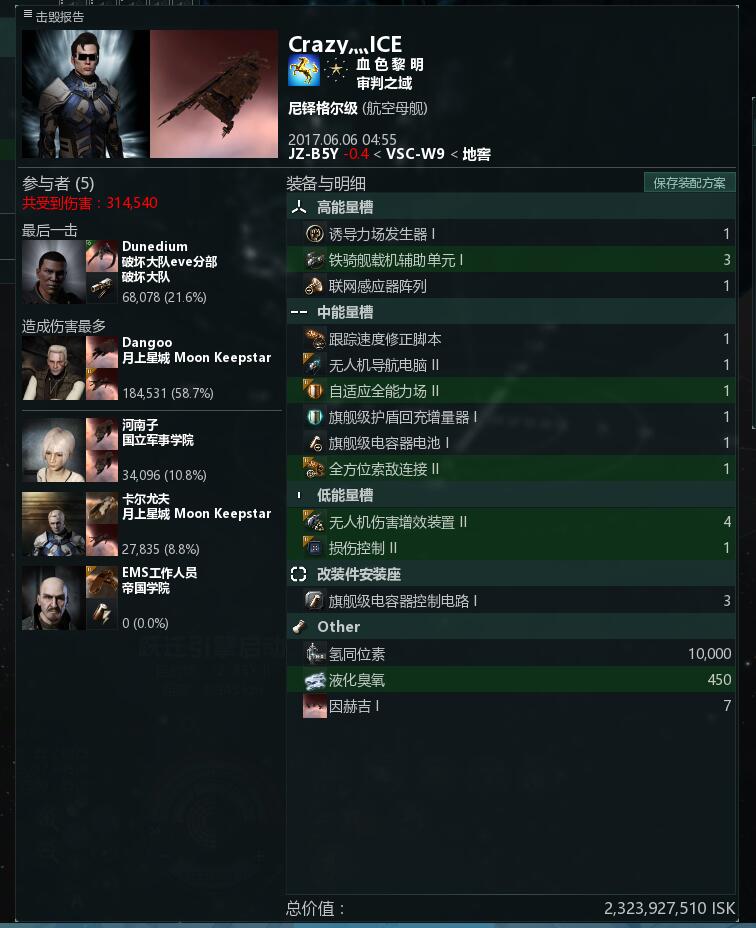 击毁报告
Crazy灬ICE
血 色 黎 明
审判之域
尼铎格尔级 (航空母舰)
2017.06.06 04:55
JZ-B5Y -0.4 < VSC-W9 < 地窖
参与者 (5)
共受到伤害：314,540
最后一击
Dunedium
破坏大队eve分部
破坏大队
68,078 (21.6%)
造成伤害最多
Dangoo
月上星城 Moon Keepstar
184,531 (58.7%)
河南子
国立军事学院
34,096 (10.8%)
卡尔尤夫
月上星城 Moon Keepstar
27,835 (8.8%)
EMS工作人员
帝国学院
0 (0.0%)
装备与明细
保存装配方案
高能量槽
诱导力场发生器 I 1
铁骑舰载机辅助单元 I 3
联网感应器阵列 1
中能量槽
跟踪速度修正脚本 1
无人机导航电脑 II 1
自适应全能力场 II 1
旗舰级护盾回充增量器 I 1
旗舰级电容器电池 I 1
全方位索敌连接 II 1
低能量槽
无人机伤害增效装置 II 4
损伤控制 II 1
改装件安装座
旗舰级电容器控制电路 I 3
Other
氢同位素 10,000
液化臭氧 450
因赫吉 I 7
总价值： 2,323,927,510 ISK